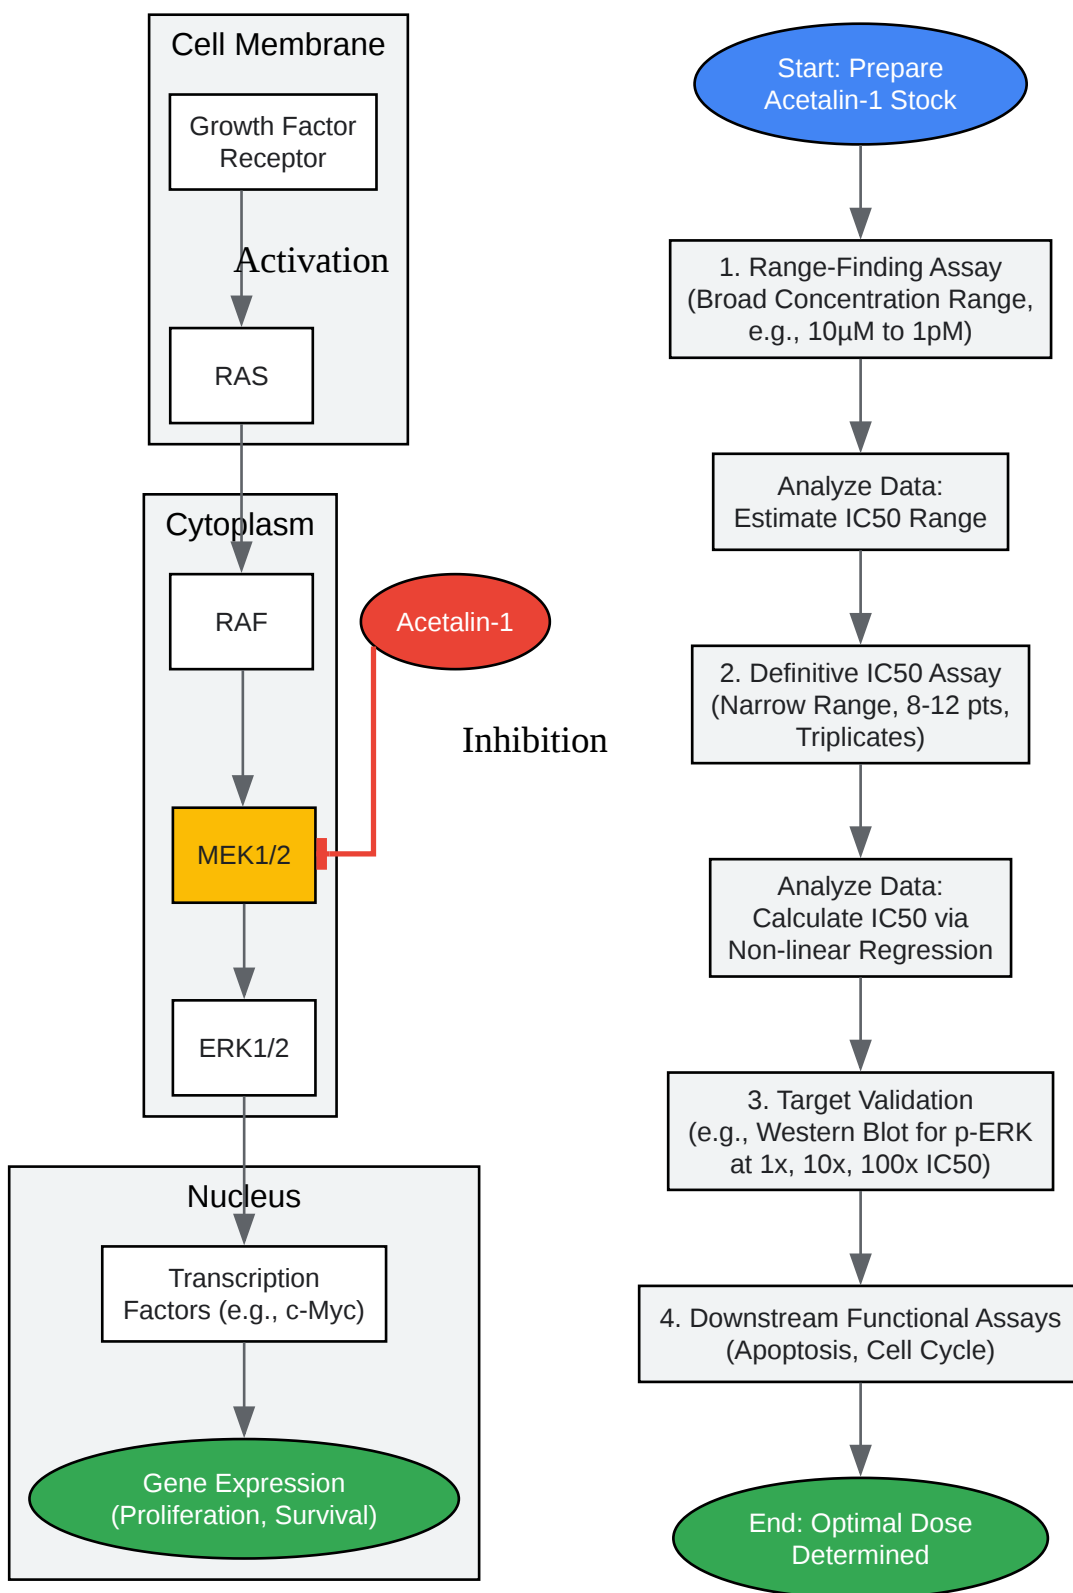 Cell Membrane
Growth Factor
Receptor
Activation
RAS
Cytoplasm
RAF
Acetalin-1
Inhibition
MEK1/2
ERK1/2
Nucleus
Transcription
Factors (e.g., c-Myc)
Gene Expression
(Proliferation, Survival)
Start: Prepare
Acetalin-1 Stock
1. Range-Finding Assay
(Broad Concentration Range,
e.g., 10µM to 1pM)
Analyze Data:
Estimate IC50 Range
2. Definitive IC50 Assay
(Narrow Range, 8-12 pts,
Triplicates)
Analyze Data:
Calculate IC50 via
Non-linear Regression
3. Target Validation
(e.g., Western Blot for p-ERK
at 1x, 10x, 100x IC50)
4. Downstream Functional Assays
(Apoptosis, Cell Cycle)
End: Optimal Dose
Determined